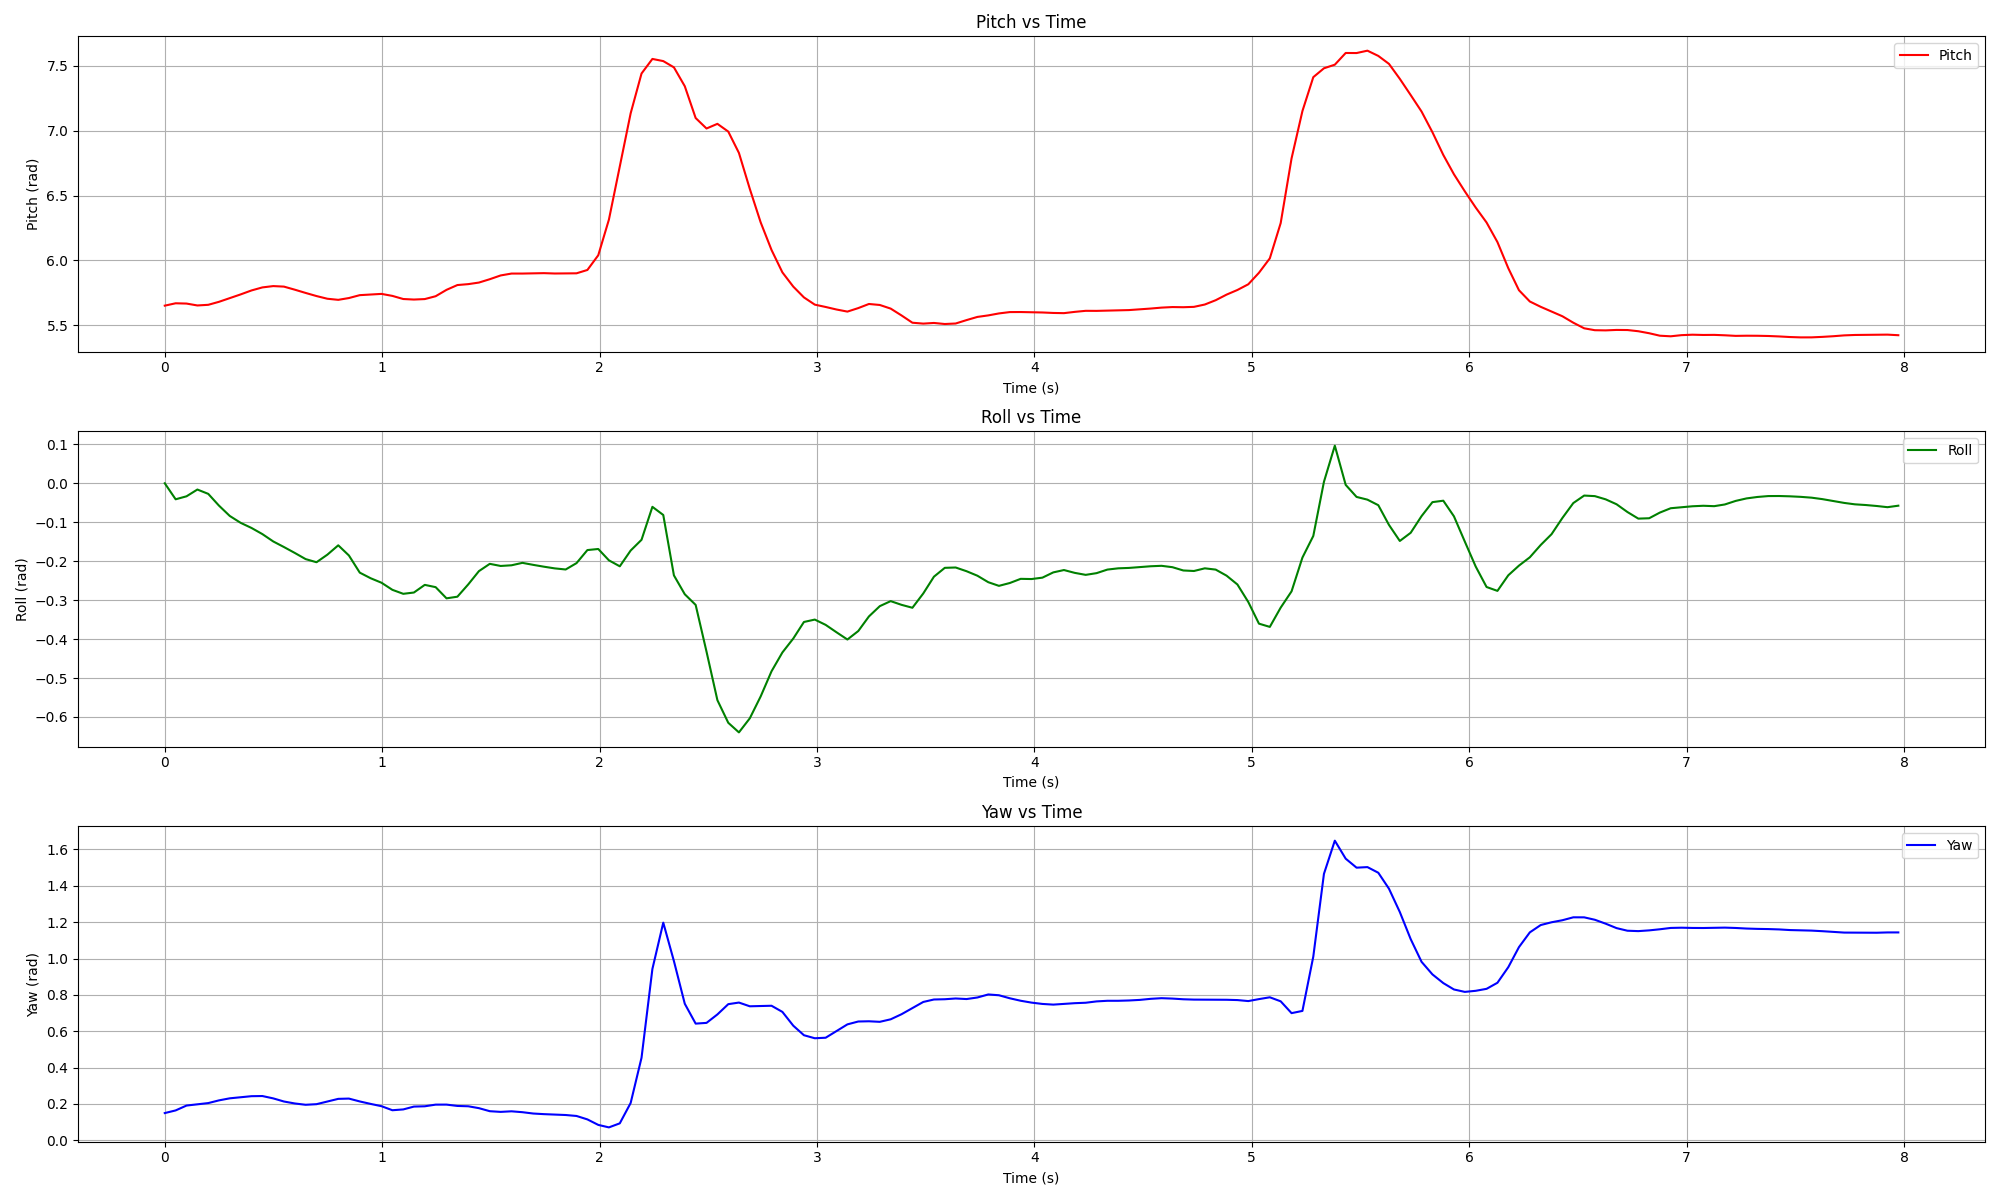 Pitch vs Time
Pitch
7.5
7.0
6.5
6.0
5.5
Pitch (rad)
0 1 2 3 4 5 6 7 8
Time (s)
Roll vs Time
Roll
0.1
0.0
−0.1
−0.2
−0.3
−0.4
−0.5
−0.6
Roll (rad)
0 1 2 3 4 5 6 7 8
Time (s)
Yaw vs Time
Yaw
1.6
1.4
1.2
1.0
0.8
0.6
0.4
0.2
0.0
Yaw (rad)
0 1 2 3 4 5 6 7 8
Time (s)